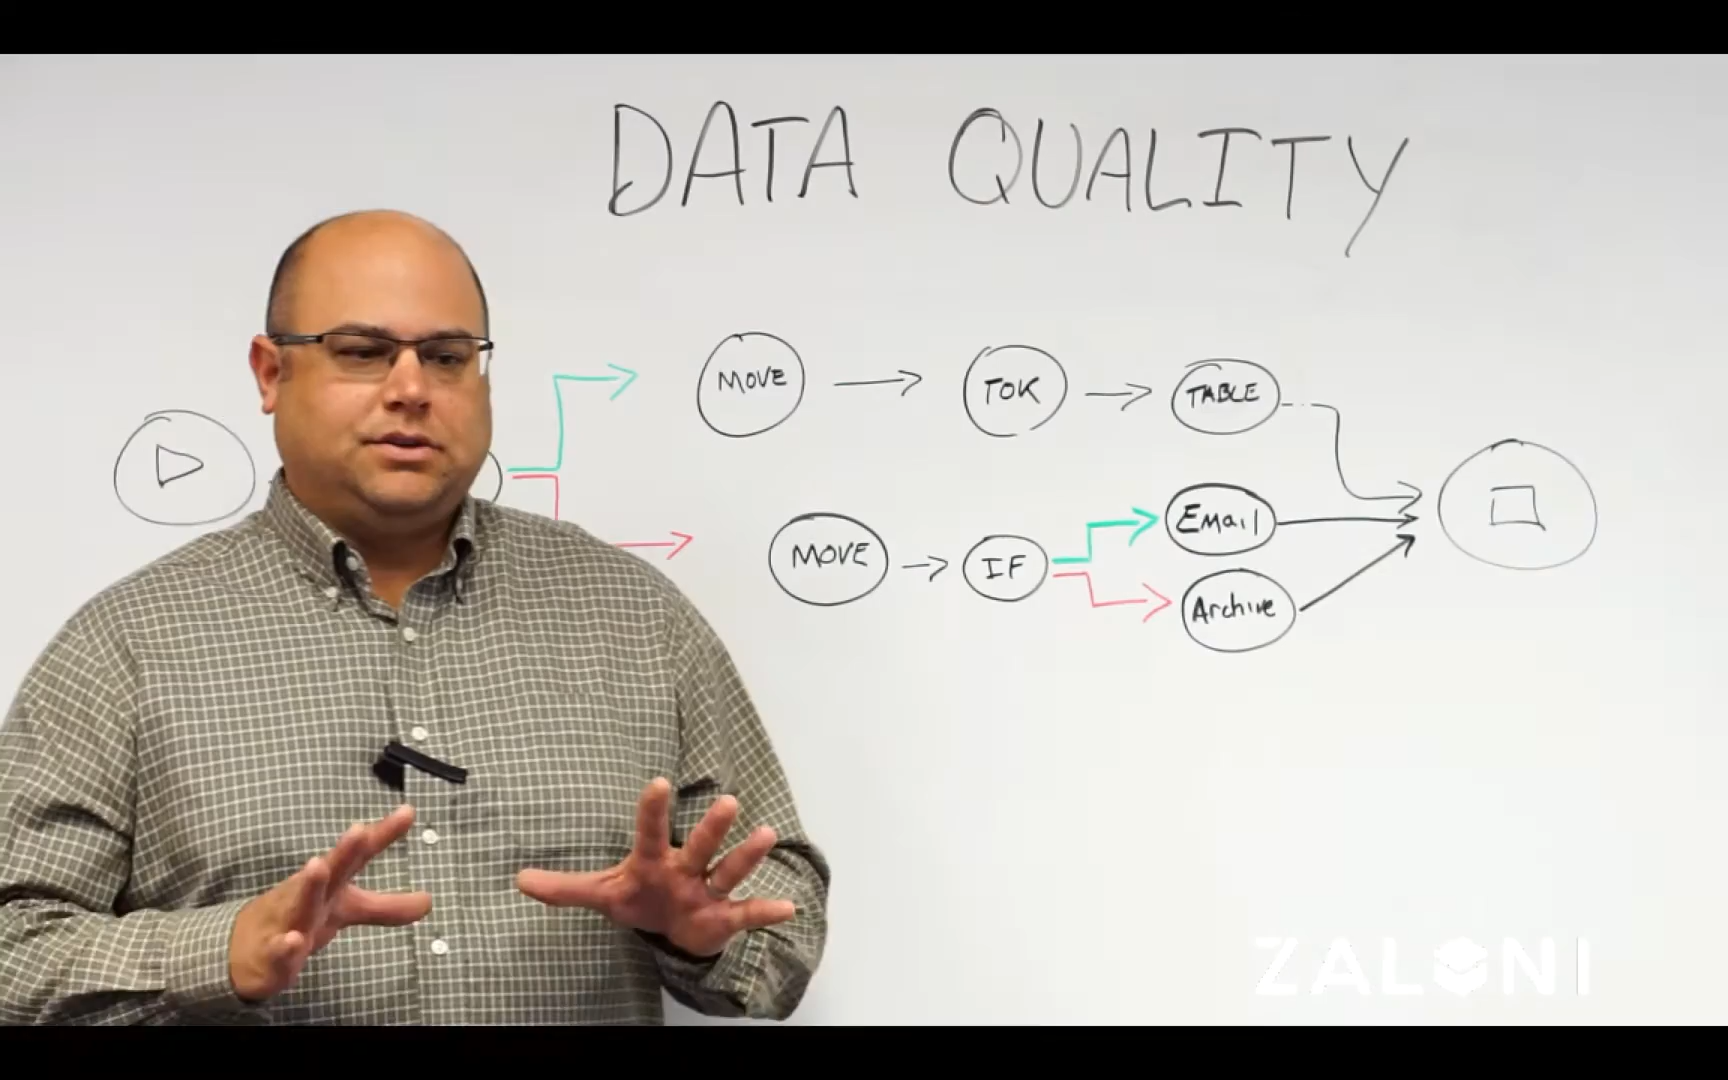 DATA QUALITY
MOVE
TOK
TABLE
MOVE
IF
Email
Archive
ZALONI